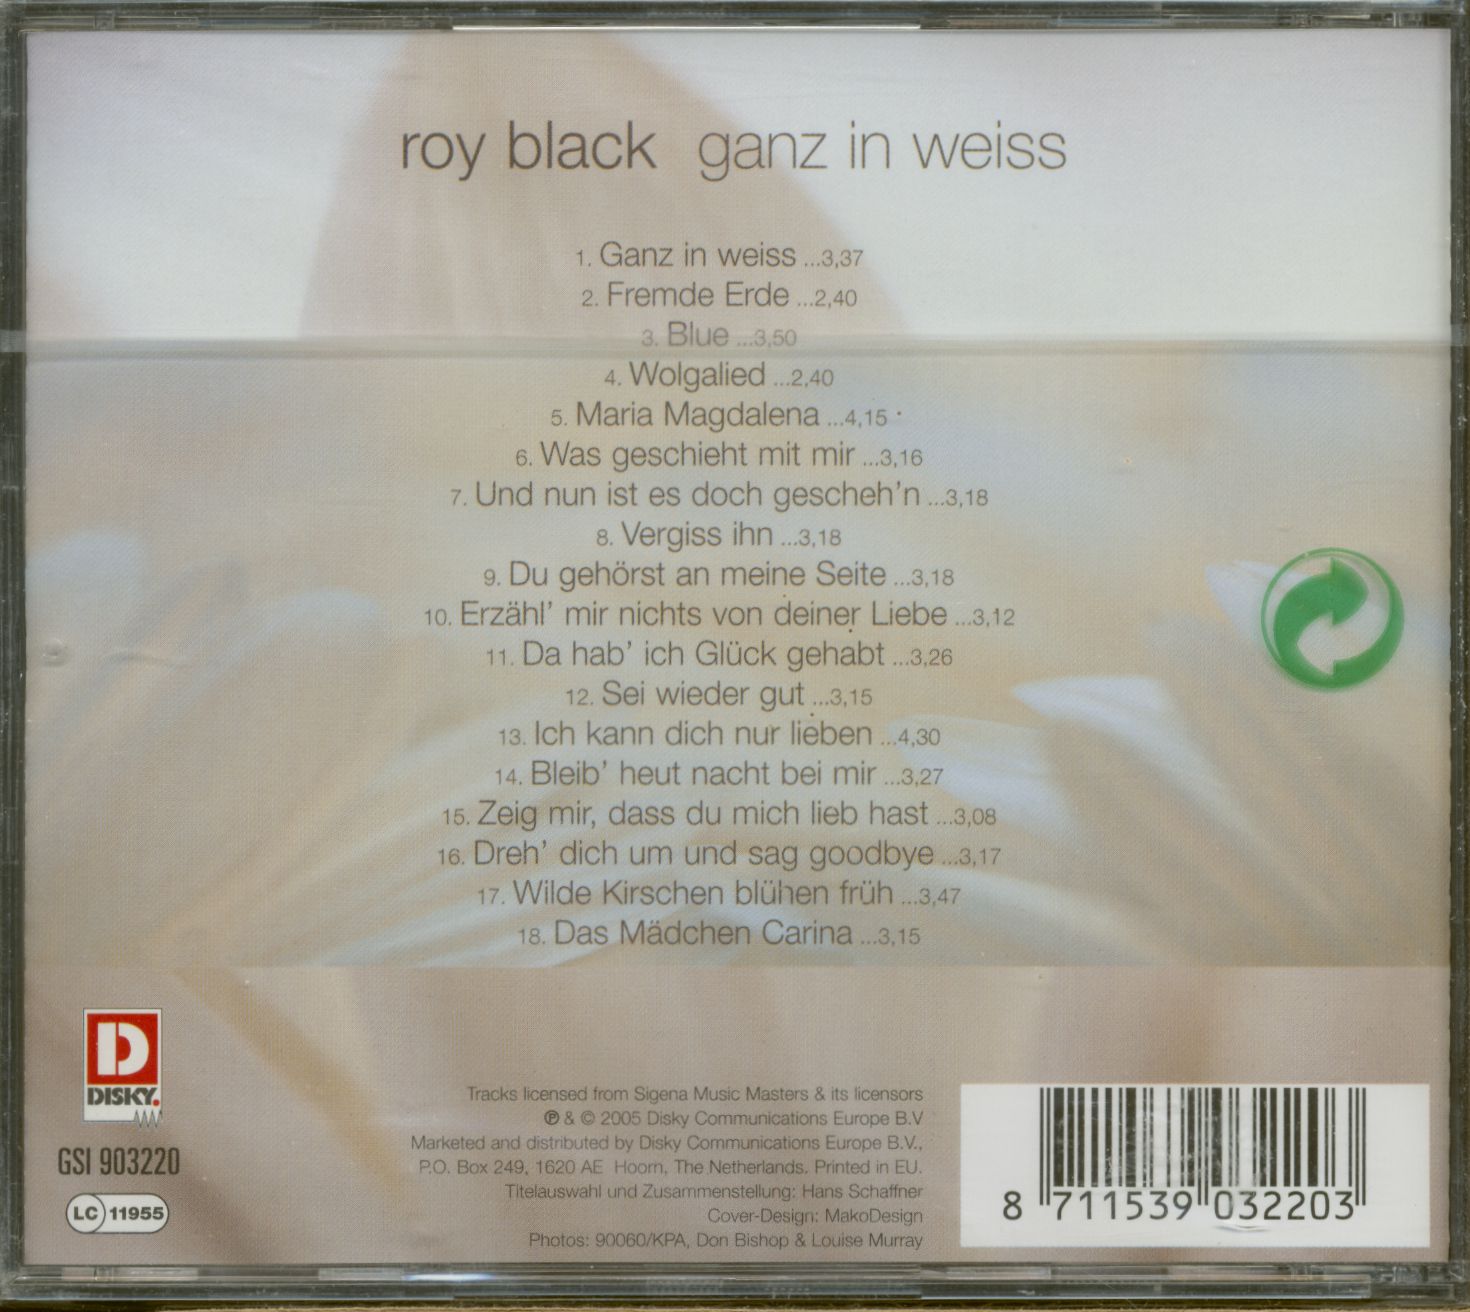 roy black ganz in weiss
1. Ganz in weiss ...3,37
2. Fremde Erde ...2,40
3. Blue ...3,50
4. Wolgalied ...2,40
5. Maria Magdalena ...4,15
6. Was geschieht mit mir ...3,16
7. Und nun ist es doch gescheh'n ...3,18
8. Vergiss ihn ...3,18
9. Du gehörst an meine Seite ...3,18
10. Erzähl' mir nichts von deiner Liebe ...3,12
11. Da hab' ich Glück gehabt ...3,26
12. Sei wieder gut ...3,15
13. Ich kann dich nur lieben ...4,30
14. Bleib' heut nacht bei mir ...3,27
15. Zeig mir, dass du mich lieb hast ...3,08
16. Dreh' dich um und sag goodbye ...3,17
17. Wilde Kirschen blühen früh ...3,47
18. Das Mädchen Carina ...3,15
D
DISKY.
GSI 903220
LC 11955
Tracks licensed from Sigena Music Masters & its licensors
℗ & © 2005 Disky Communications Europe B.V
Marketed and distributed by Disky Communications Europe B.V.,
P.O. Box 249, 1620 AE Hoorn, The Netherlands. Printed in EU.
Titelauswahl und Zusammenstellung: Hans Schaffner
Cover-Design: MakoDesign
Photos: 90060/KPA, Don Bishop & Louise Murray
8 711539 032203